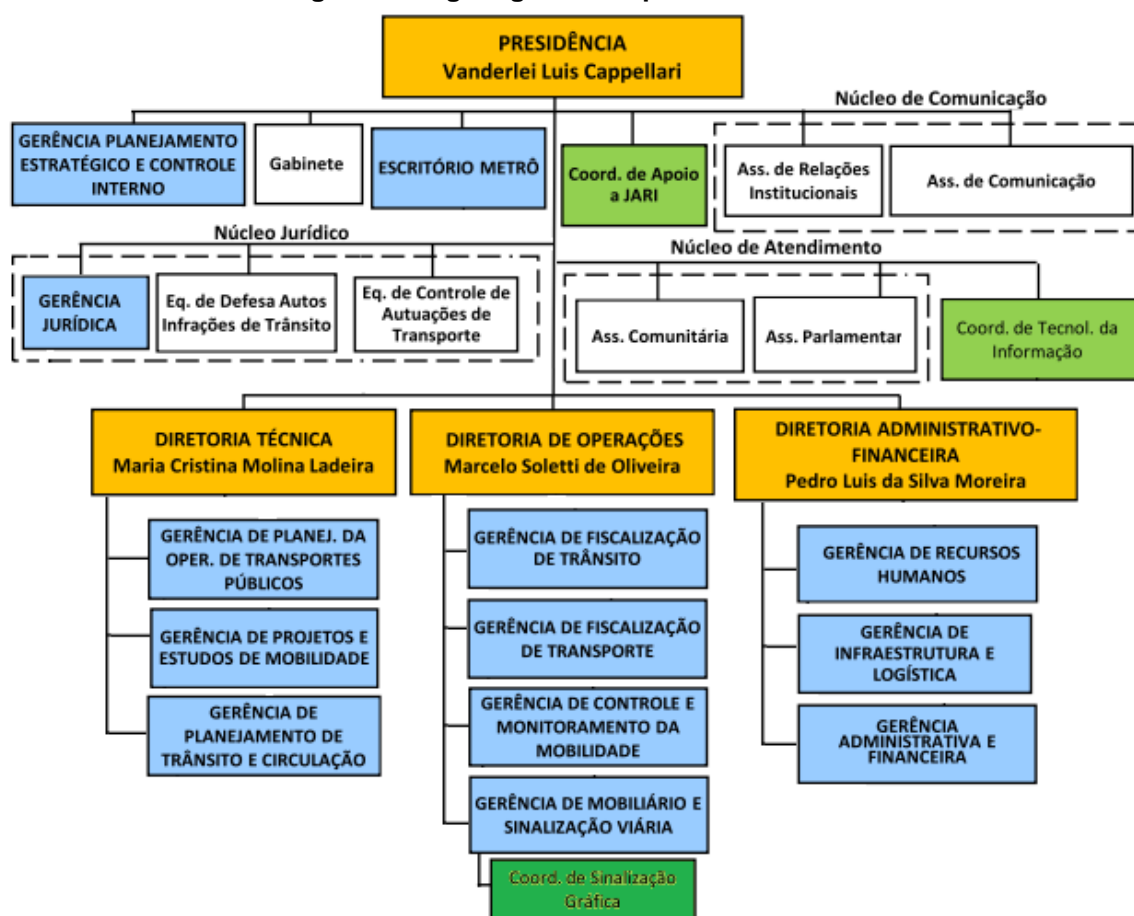 PRESIDÊNCIA
Vanderlei Luis Cappellari
Núcleo de Comunicação
GERÊNCIA PLANEJAMENTO
ESTRATÉGICO E CONTROLE
INTERNO
Gabinete
ESCRITÓRIO METRÔ
Coord. de Apoio
a JARI
Ass. de Relações
Institucionais
Ass. de Comunicação
Núcleo Jurídico
Núcleo de Atendimento
GERÊNCIA
JURÍDICA
Eq. de Defesa Autos
Infrações de Trânsito
Eq. de Controle de
Autuações de
Transporte
Ass. Comunitária
Ass. Parlamentar
Coord. de Tecnol. da
Informação
DIRETORIA TÉCNICA
Maria Cristina Molina Ladeira
DIRETORIA DE OPERAÇÕES
Marcelo Soletti de Oliveira
DIRETORIA ADMINISTRATIVO-
FINANCEIRA
Pedro Luis da Silva Moreira
GERÊNCIA DE PLANEJ. DA
OPER. DE TRANSPORTES
PÚBLICOS
GERÊNCIA DE PROJETOS E
ESTUDOS DE MOBILIDADE
GERÊNCIA DE
PLANEJAMENTO DE
TRÂNSITO E CIRCULAÇÃO
GERÊNCIA DE FISCALIZAÇÃO
DE TRÂNSITO
GERÊNCIA DE FISCALIZAÇÃO
DE TRANSPORTE
GERÊNCIA DE CONTROLE E
MONITORAMENTO DA
MOBILIDADE
GERÊNCIA DE MOBILIÁRIO E
SINALIZAÇÃO VIÁRIA
Coord. de Sinalização
Gráfica
GERÊNCIA DE RECURSOS
HUMANOS
GERÊNCIA DE
INFRAESTRUTURA E
LOGÍSTICA
GERÊNCIA
ADMINISTRATIVA E
FINANCEIRA